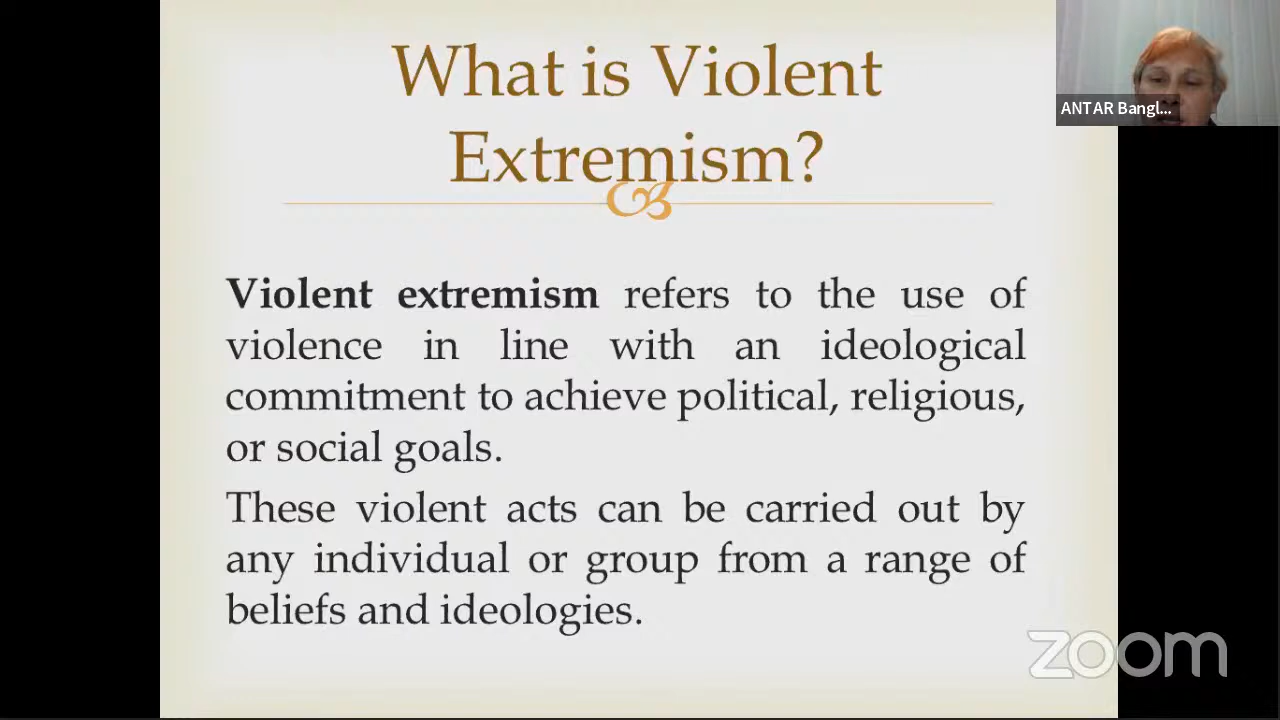 What is Violent
Extremism?
ANTAR Bangl...
Violent extremism refers to the use of
violence in line with an ideological
commitment to achieve political, religious,
or social goals.
These violent acts can be carried out by
any individual or group from a range of
beliefs and ideologies.
zoom